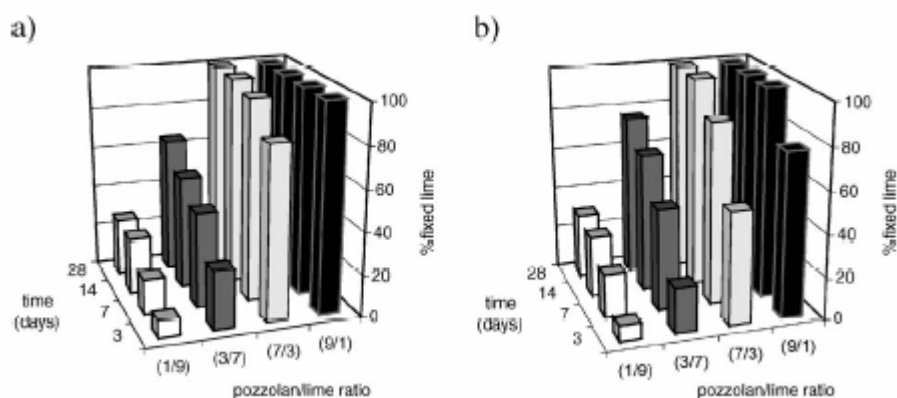 a)
100
80
60
40
20
0
%fixed lime
28
14
7
3
time
(days)
(1/9)
(3/7)
(7/3)
(9/1)
pozzolan/lime ratio
b)
100
80
60
40
20
0
%fixed lime
28
14
7
3
time
(days)
(1/9)
(3/7)
(7/3)
(9/1)
pozzolan/lime ratio